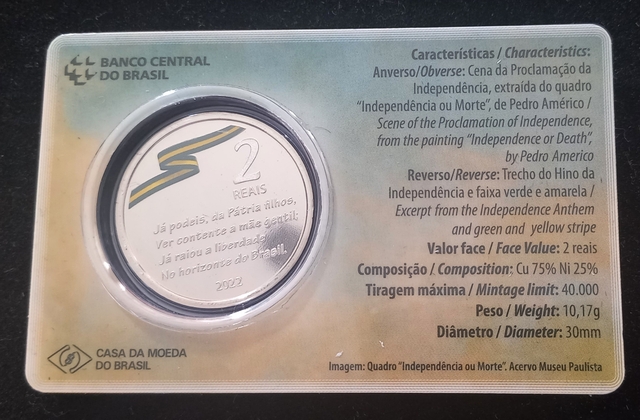 BANCO CENTRAL
DO BRASIL
2
REAIS
Já podeis, da Pátria filhos,
Ver contente a mãe gentil;
Já raiou a liberdade
No horizonte do Brasil.
2022
CASA DA MOEDA
DO BRASIL
Características / Characteristics:
Anverso/Obverse: Cena da Proclamação da
Independência, extraída do quadro
"Independência ou Morte", de Pedro Américo /
Scene of the Proclamation of Independence,
from the painting "Independence or Death",
by Pedro Americo
Reverso/Reverse: Trecho do Hino da
Independência e faixa verde e amarela /
Excerpt from the Independence Anthem
and green and yellow stripe
Valor face / Face Value: 2 reais
Composição / Composition: Cu 75% Ni 25%
Tiragem máxima / Mintage limit: 40.000
Peso / Weight: 10,17g
Diâmetro / Diameter: 30mm
Imagem: Quadro "Independência ou Morte". Acervo Museu Paulista